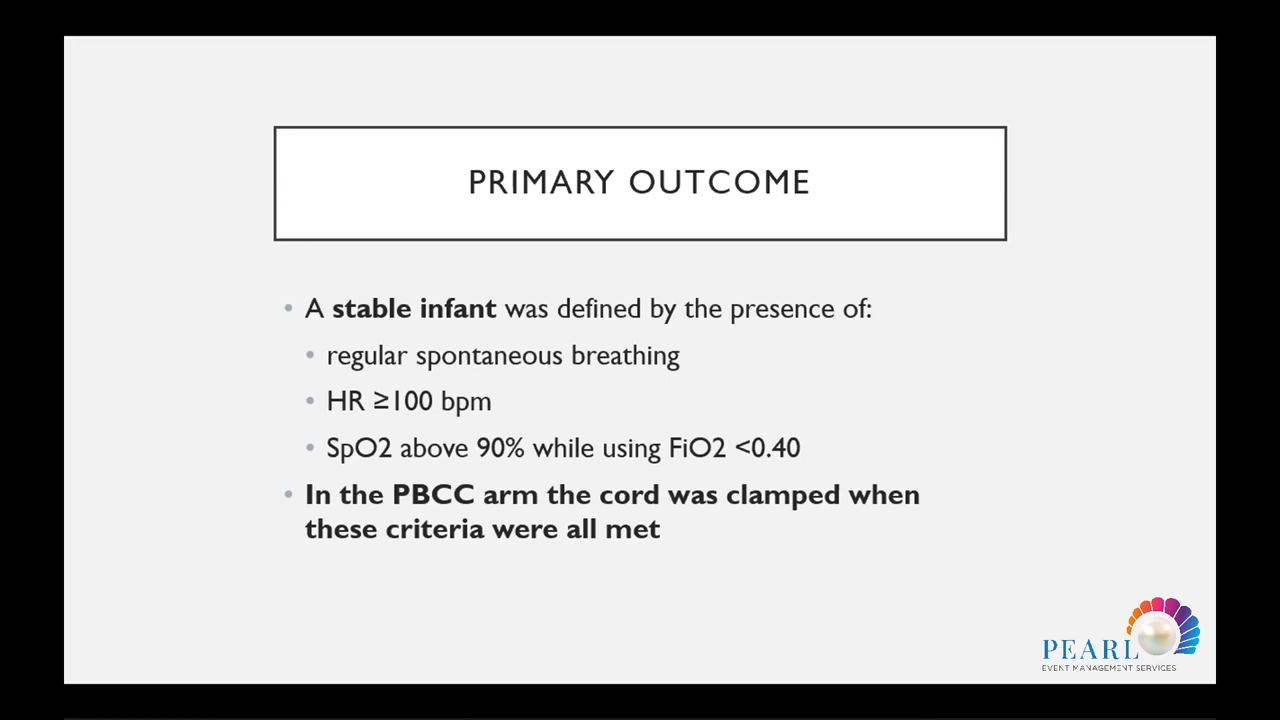 PRIMARY OUTCOME
• A stable infant was defined by the presence of:
• regular spontaneous breathing
• HR ≥100 bpm
• SpO2 above 90% while using FiO2 <0.40
• In the PBCC arm the cord was clamped when
these criteria were all met
PEARL
EVENT MANAGEMENT SERVICES